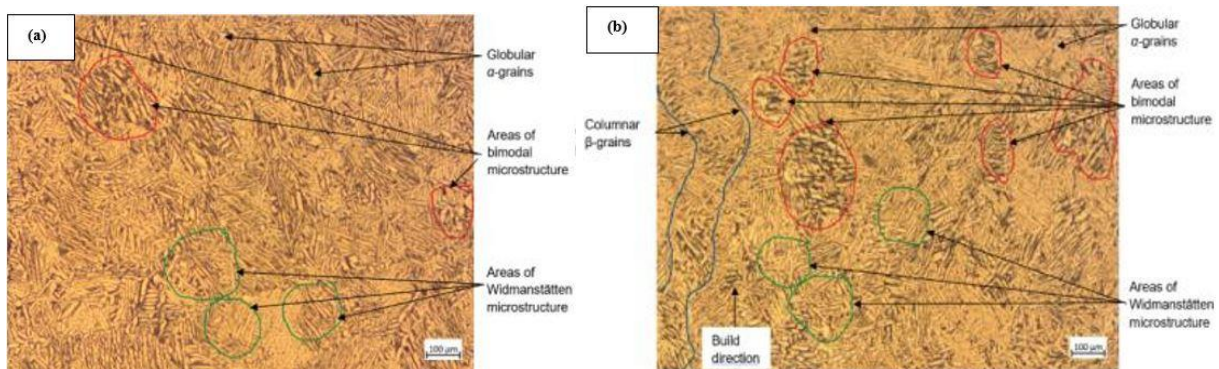 (a)
Globular
α-grains
Areas of
bimodal
microstructure
Areas of
Widmanstätten
microstructure
100 µm
(b)
Globular
α-grains
Areas of
bimodal
microstructure
Columnar
β-grains
Areas of
Widmanstätten
microstructure
Build
direction
100 µm